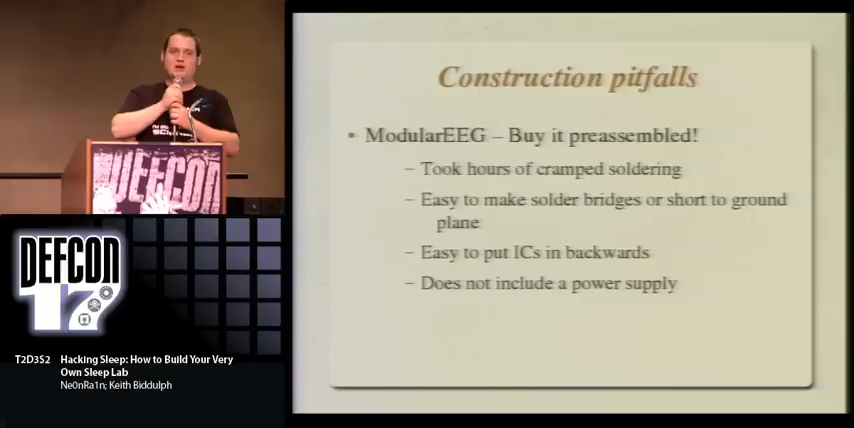 Construction pitfalls
• ModularEEG – Buy it preassembled!
– Took hours of cramped soldering
– Easy to make solder bridges or short to ground
plane
– Easy to put ICs in backwards
– Does not include a power supply
DEFCON
DEFCON
17
T2D3S2 Hacking Sleep: How to Build Your Very
Own Sleep Lab
Ne0nRa1n; Keith Biddulph